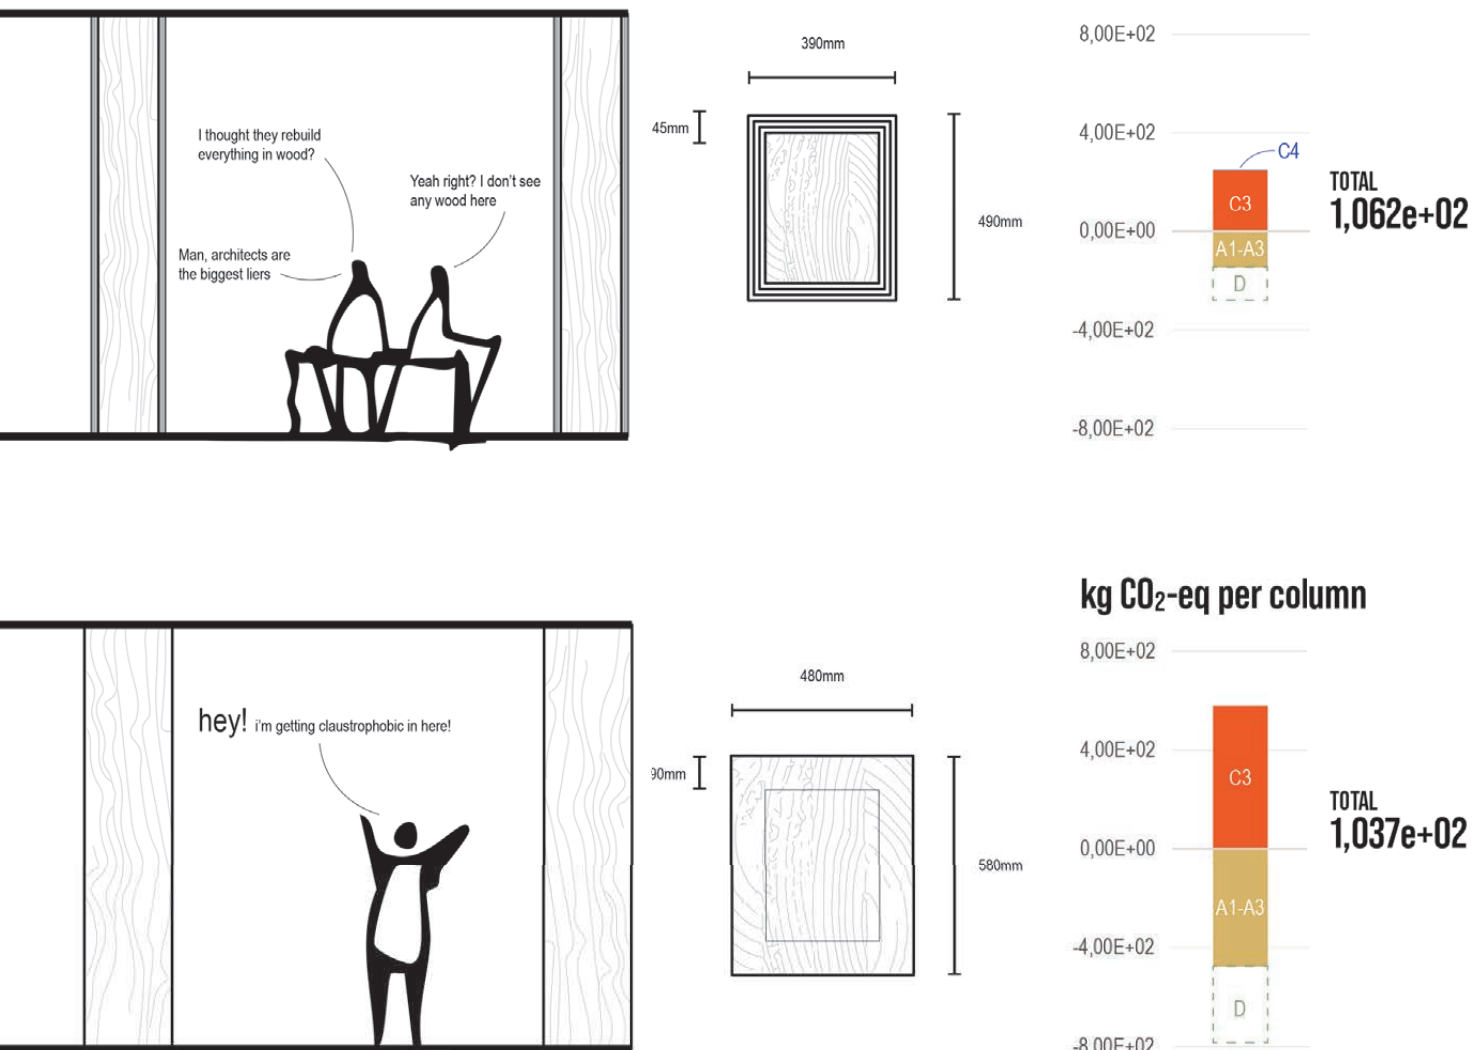 390mm
45mm
490mm
I thought they rebuild
everything in wood?
Yeah right? I don't see
any wood here
Man, architects are
the biggest liers
8,00E+02
4,00E+02
C4
C3
0,00E+00
A1-A3
D
-4,00E+02
-8,00E+02
TOTAL
1,062e+02
hey! i'm getting claustrophobic in here!
480mm
90mm
580mm
kg CO₂-eq per column
8,00E+02
4,00E+02
C3
0,00E+00
A1-A3
-4,00E+02
D
-8,00E+02
TOTAL
1,037e+02